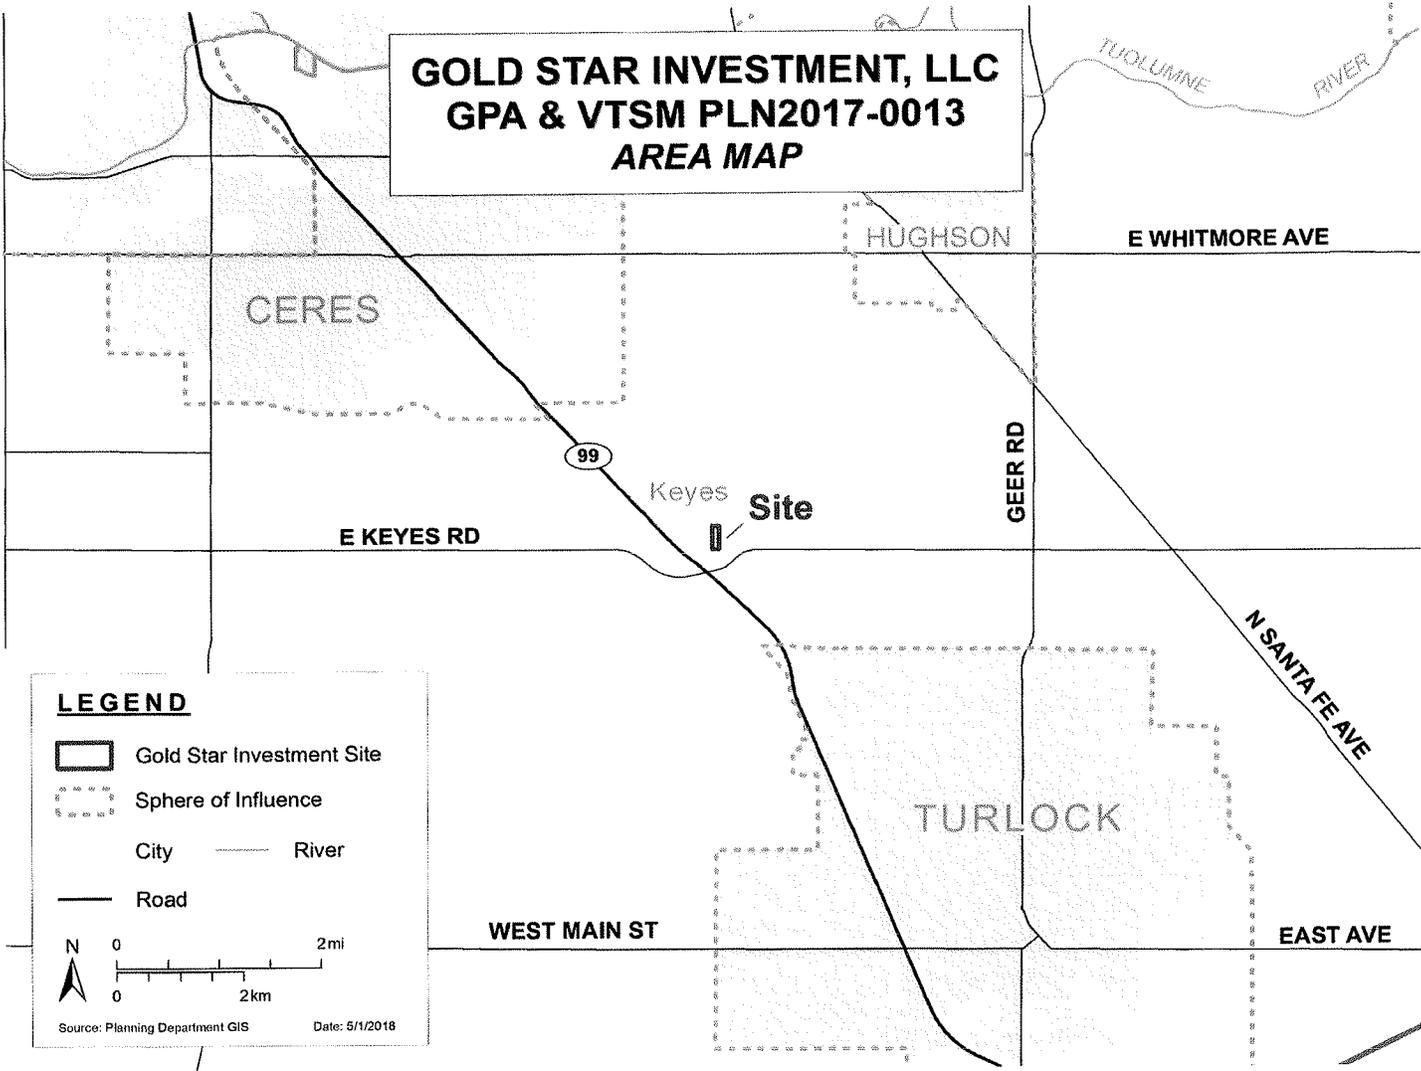 GOLD STAR INVESTMENT, LLC
GPA & VTSM PLN2017-0013
AREA MAP
TUOLUMNE RIVER
HUGHSON
E WHITMORE AVE
CERES
99
GEER RD
Keyes
Site
E KEYES RD
N SANTA FE AVE
LEGEND
Gold Star Investment Site
Sphere of Influence
City
River
Road
N
0 2mi
0 2km
Source: Planning Department GIS
Date: 5/1/2018
TURLOCK
WEST MAIN ST
EAST AVE